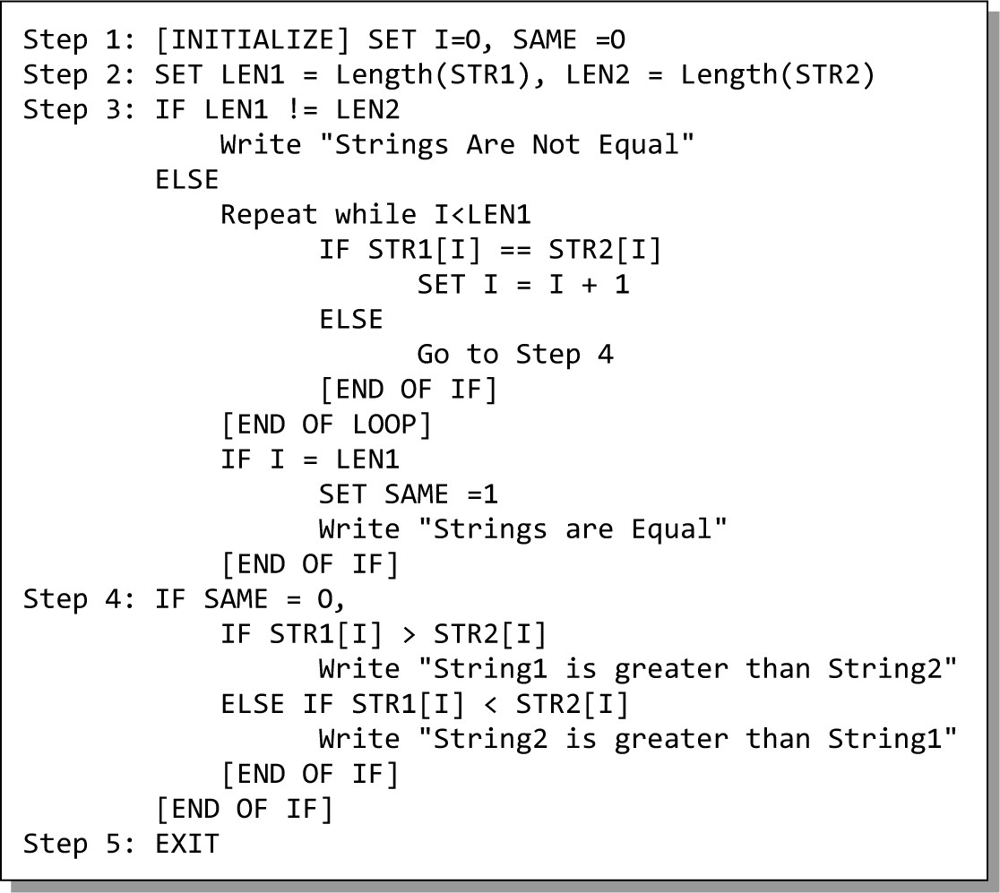 Step 1: [INITIALIZE] SET I=0, SAME =0
Step 2: SET LEN1 = Length(STR1), LEN2 = Length(STR2)
Step 3: IF LEN1 != LEN2
Write "Strings Are Not Equal"
ELSE
Repeat while I<LEN1
IF STR1[I] == STR2[I]
SET I = I + 1
ELSE
Go to Step 4
[END OF IF]
[END OF LOOP]
IF I = LEN1
SET SAME =1
Write "Strings are Equal"
[END OF IF]
Step 4: IF SAME = 0,
IF STR1[I] > STR2[I]
Write "String1 is greater than String2"
ELSE IF STR1[I] < STR2[I]
Write "String2 is greater than String1"
[END OF IF]
[END OF IF]
Step 5: EXIT